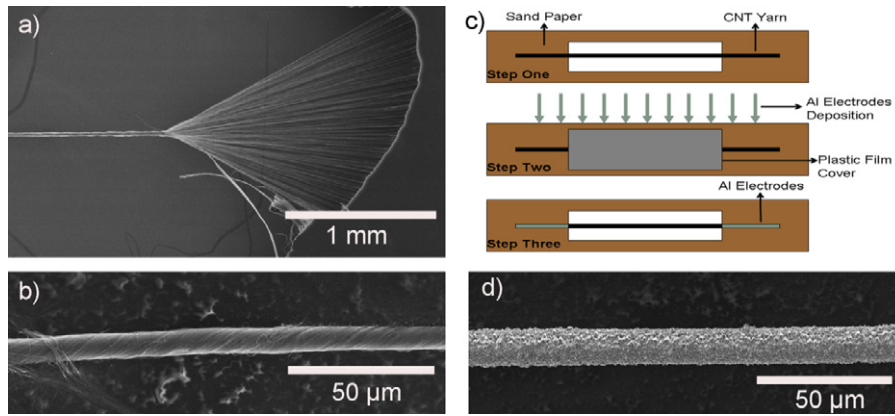 a)
1 mm
b)
50 µm
c)
Sand Paper
CNT Yarn
Step One
Al Electrodes
Deposition
Step Two
Plastic Film
Cover
Al Electrodes
Step Three
d)
50 µm